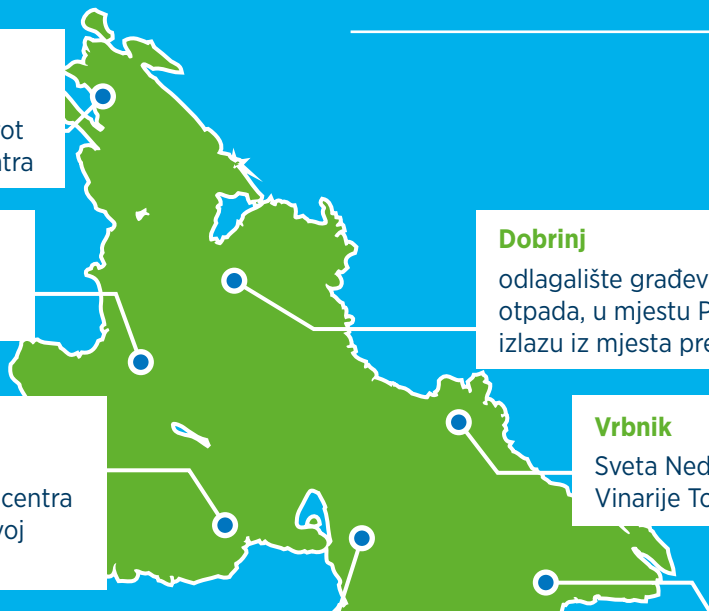 ot
ntra
centra
voj
Dobrinj
odlagalište građev
otpada, u mjestu P
izlazu iz mjesta pre
Vrbnik
Sveta Ned
Vinarije To